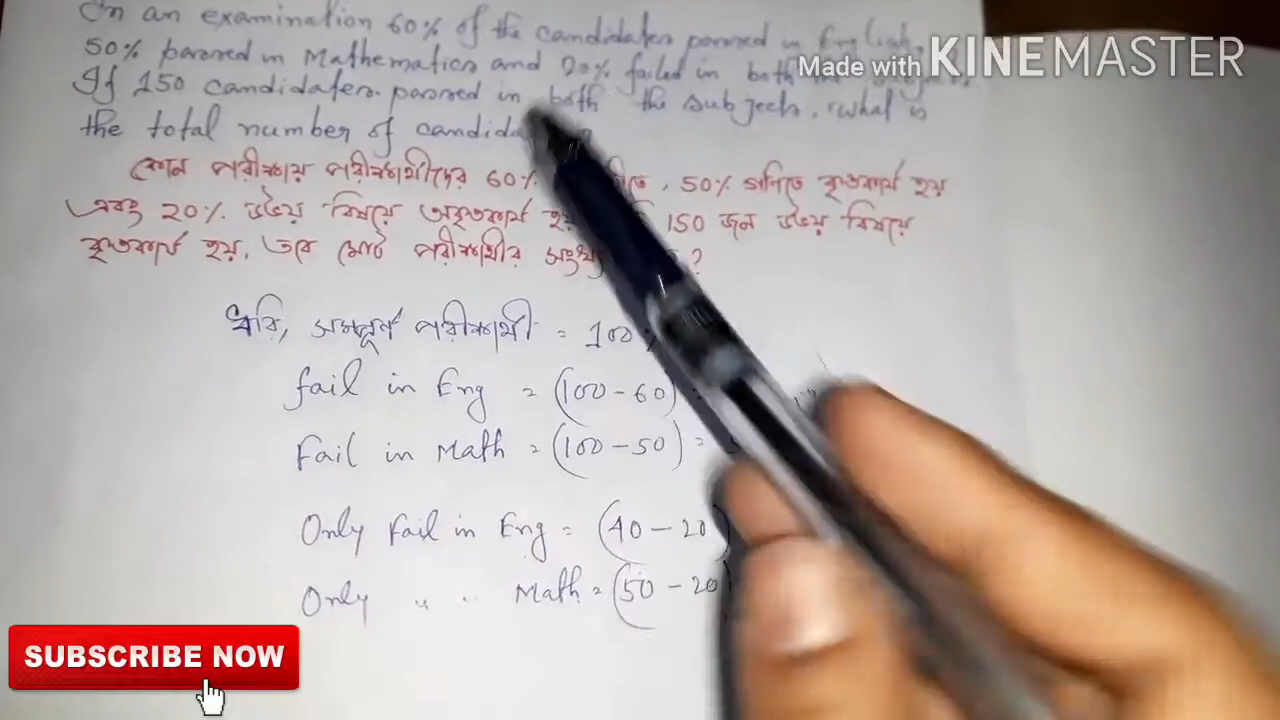 In an examination 60% of the candidates passed in English,
50% passed in Mathematics and 20% failed in both the
Made with KINEMASTER
If 150 candidates passed in both the subjects, what is
the total number of
কোন পরীক্ষায় পরীক্ষার্থীদের 60% , 50% গনিতে কৃতকার্য হয়
এবং 20% উভয় বিষয়ে অকৃতকার্য 150 জন উভয় বিষয়ে
কৃতকার্য হয়, তবে মোট পরীক্ষার্থীর ?
ধরি, সম্পূর্ণ পরীক্ষার্থী = 100
fail in Eng = (100-60)
Fail in Math = (100-50) =
Only Fail in Eng = (40-20)
Only " " Math = (50-20)
SUBSCRIBE NOW